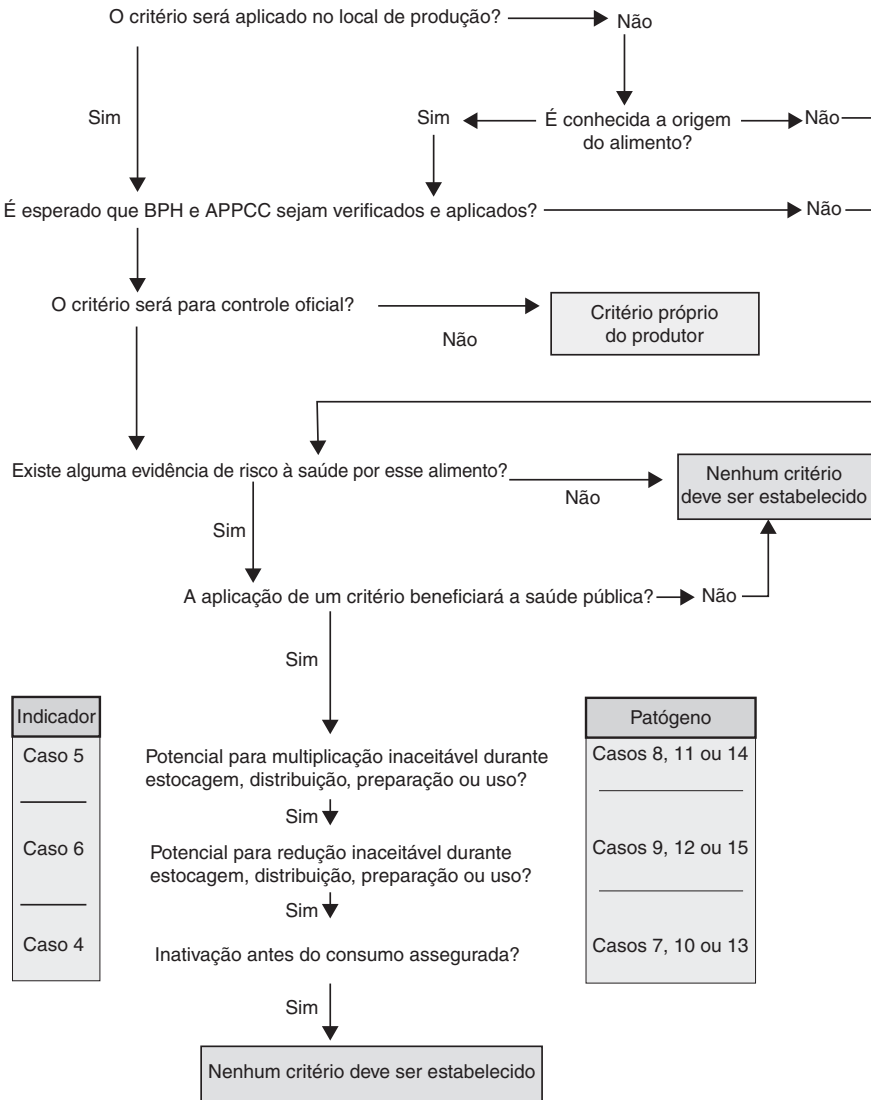 O critério será aplicado no local de produção?
Não
Sim
Sim
É conhecida a origem
do alimento?
Não
É esperado que BPH e APPCC sejam verificados e aplicados?
Não
O critério será para controle oficial?
Não
Critério próprio
do produtor
Existe alguma evidência de risco à saúde por esse alimento?
Não
Nenhum critério
deve ser estabelecido
Sim
A aplicação de um critério beneficiará a saúde pública?
Não
Sim
Indicador
Caso 5
Caso 6
Caso 4
Potencial para multiplicação inaceitável durante
estocagem, distribuição, preparação ou uso?
Sim
Potencial para redução inaceitável durante
estocagem, distribuição, preparação ou uso?
Sim
Inativação antes do consumo assegurada?
Sim
Patógeno
Casos 8, 11 ou 14
Casos 9, 12 ou 15
Casos 7, 10 ou 13
Nenhum critério deve ser estabelecido